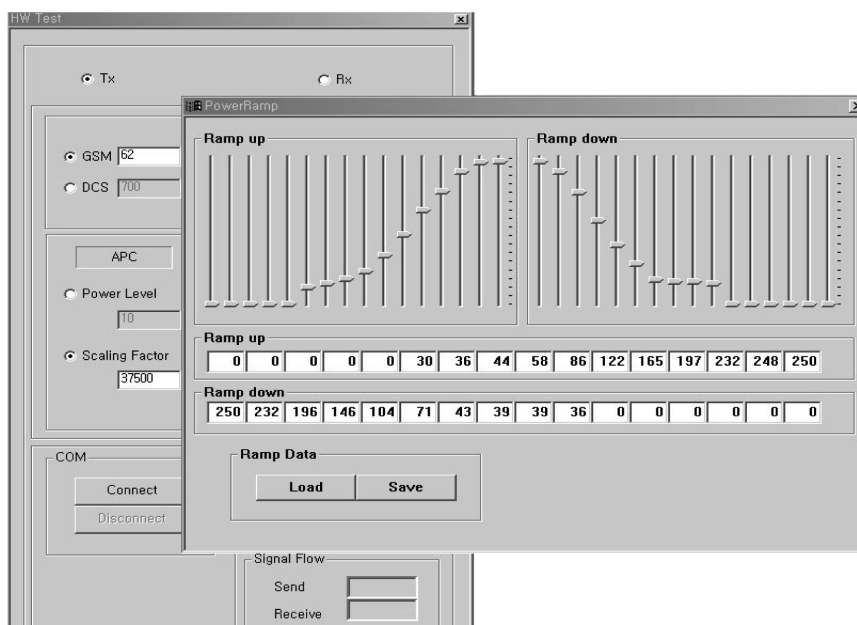 HW Test
Tx
Rx
GSM 62
DCS 700
APC
Power Level
10
Scaling Factor
37500
COM
Connect
Disconnect
Signal Flow
Send
Receive
PowerRamp
Ramp up
Ramp down
Ramp up
0 0 0 0 0 30 36 44 58 86 122 165 197 232 248 250
Ramp down
250 232 196 146 104 71 43 39 39 36 0 0 0 0 0 0
Ramp Data
Load Save